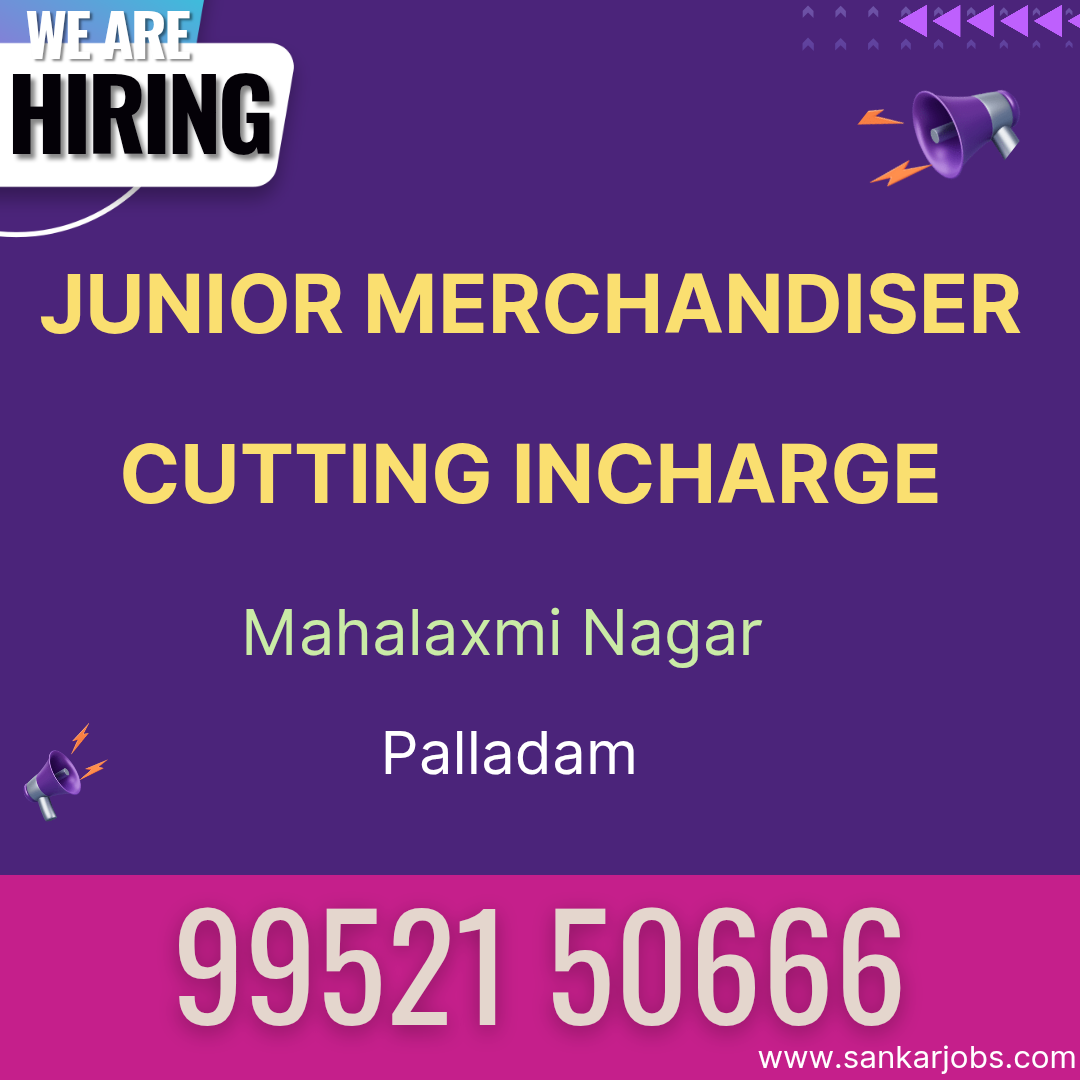 WE ARE
HIRING
JUNIOR MERCHANDISER
CUTTING INCHARGE
Mahalaxmi Nagar
Palladam
99521 50666
www.sankarjobs.com